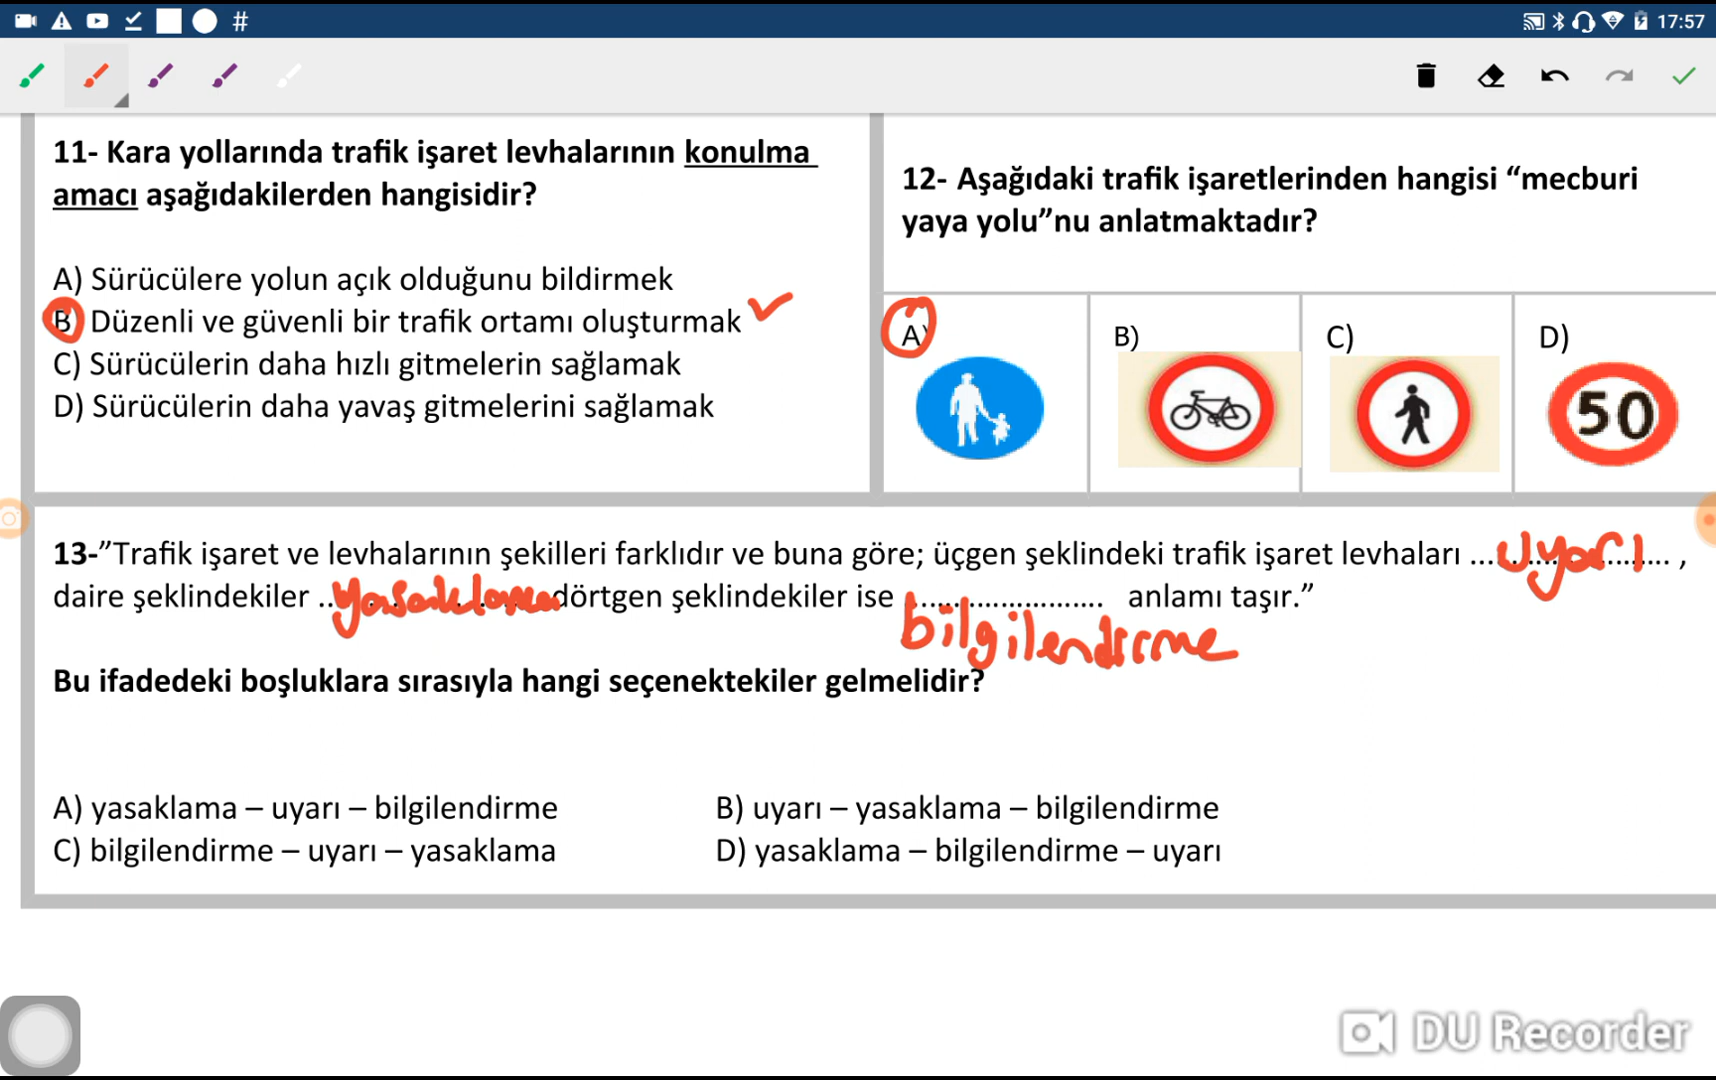 17:57
11- Kara yollarında trafik işaret levhalarının konulma
amacı aşağıdakilerden hangisidir?
A) Sürücülere yolun açık olduğunu bildirmek
B) Düzenli ve güvenli bir trafik ortamı oluşturmak
C) Sürücülerin daha hızlı gitmelerin sağlamak
D) Sürücülerin daha yavaş gitmelerini sağlamak
12- Aşağıdaki trafik işaretlerinden hangisi “mecburi
yaya yolu”nu anlatmaktadır?
A)
B)
C)
D)
50
13-”Trafik işaret ve levhalarının şekilleri farklıdır ve buna göre; üçgen şeklindeki trafik işaret levhaları ... uyarı ... ,
daire şeklindekiler .. yasaklama dörtgen şeklindekiler ise ....................... anlamı taşır.”
bilgilendirme
Bu ifadedeki boşluklara sırasıyla hangi seçenektekiler gelmelidir?
A) yasaklama – uyarı – bilgilendirme
B) uyarı – yasaklama – bilgilendirme
C) bilgilendirme – uyarı – yasaklama
D) yasaklama – bilgilendirme – uyarı
DU Recorder